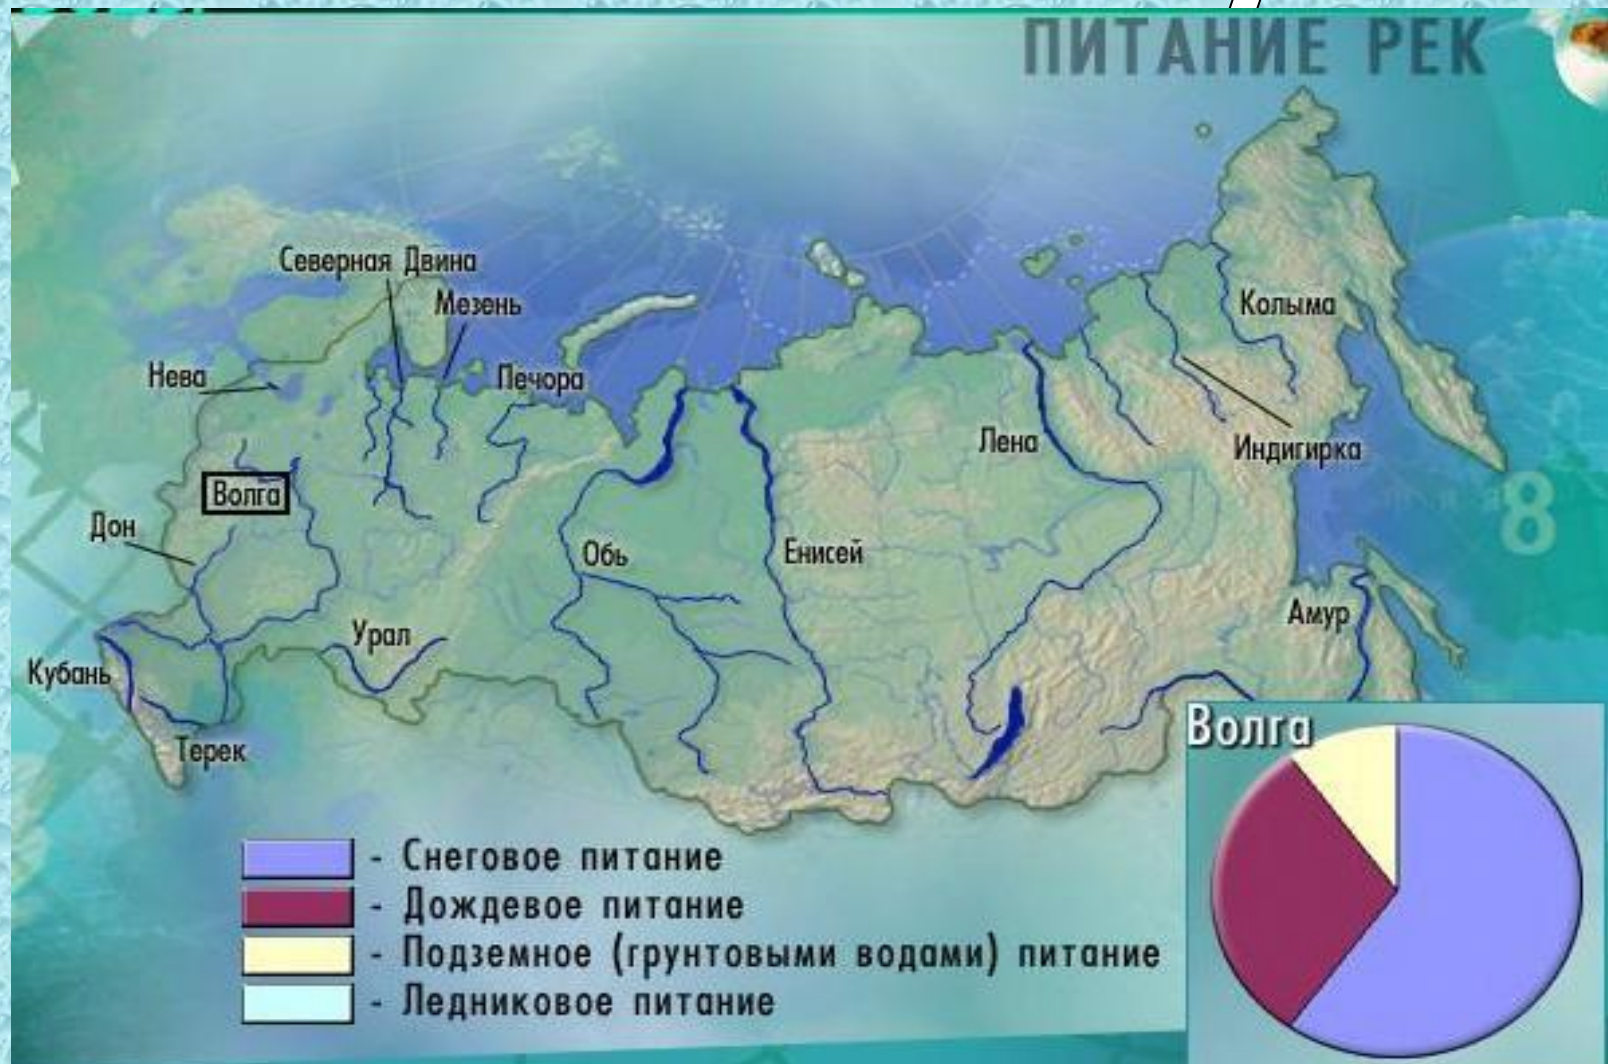 ПИТАНИЕ РЕК
Северная Двина
Мезень
Колыма
Нева
Печора
Лена
Индигирка
Волга
8
Дон
Обь
Енисей
Амур
Урал
Кубань
Терек
Волга
- Снеговое питание
- Дождевое питание
- Подземное (грунтовыми водами) питание
- Ледниковое питание